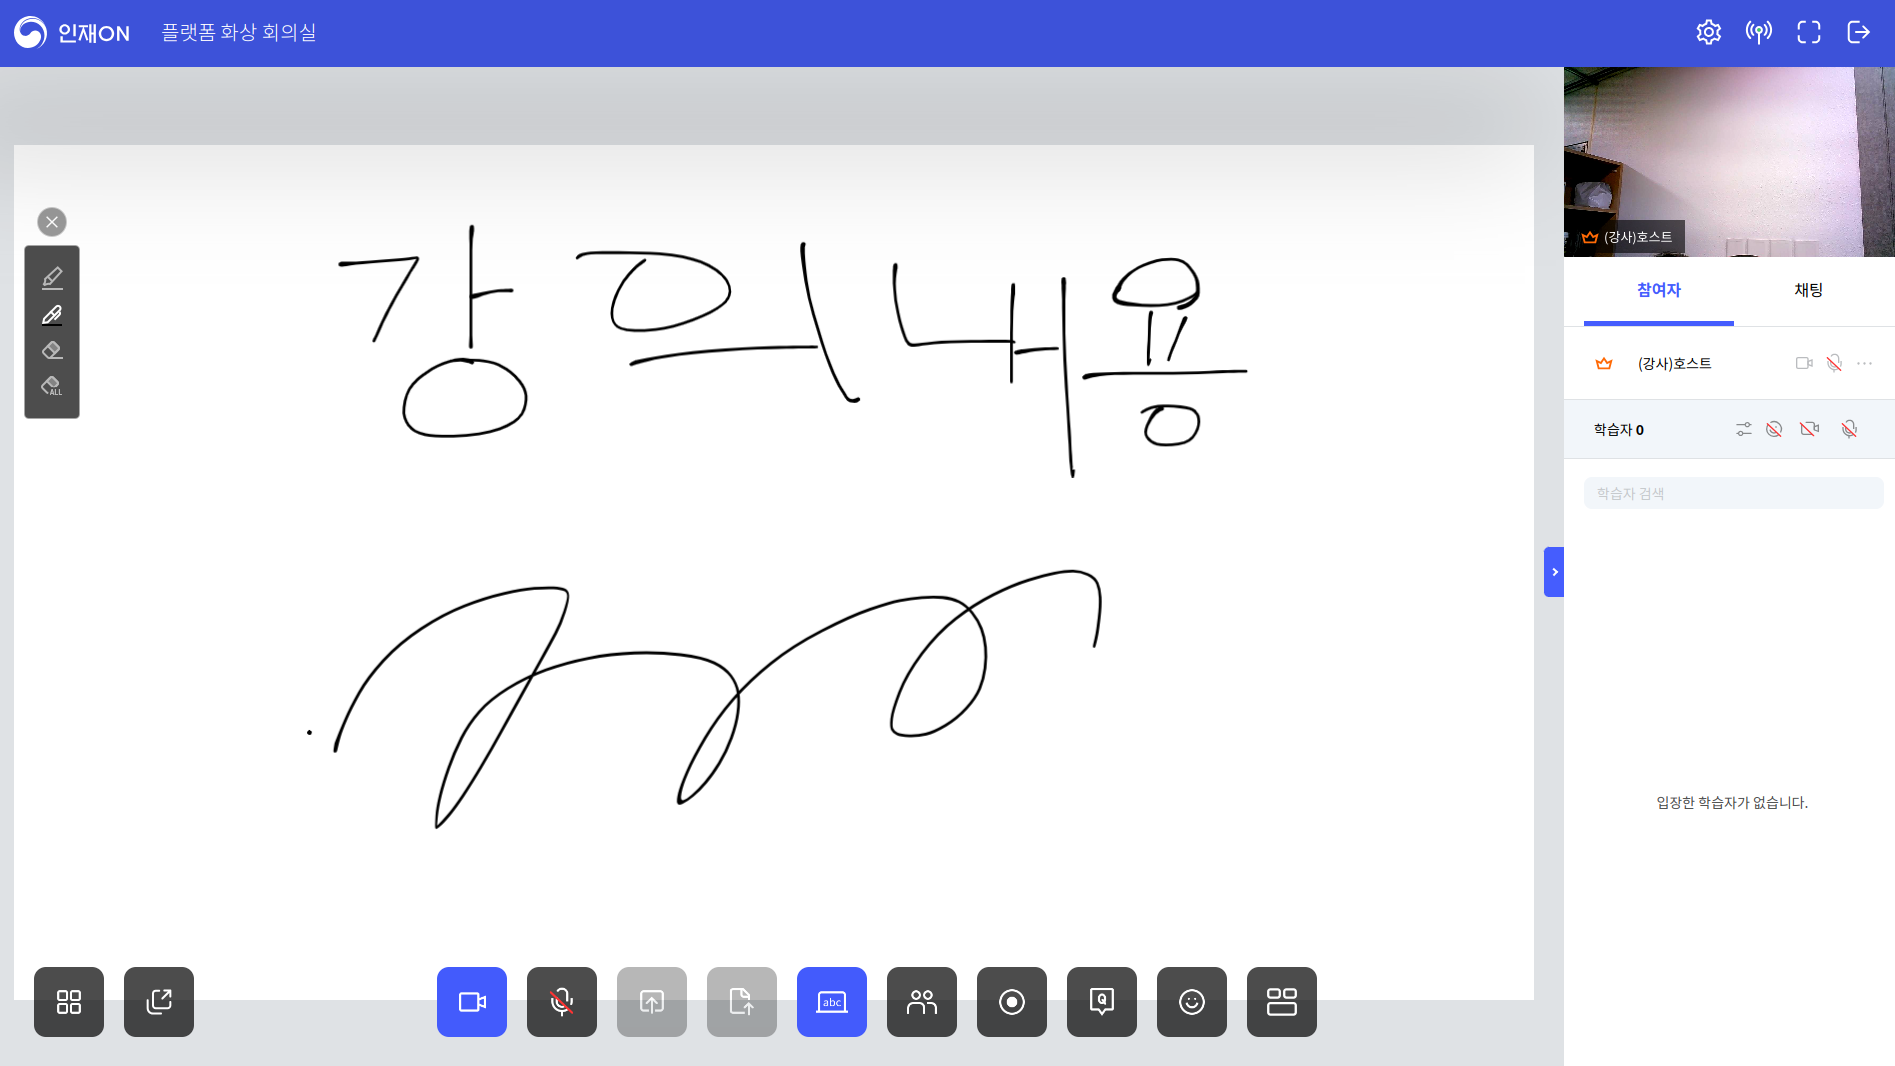 인재ON 플랫폼 화상 회의실
(강사)호스트
참여자 채팅
(강사)호스트
학습자 0
학습자 검색
입장한 학습자가 없습니다.
강의내용
ALL
abc
Q